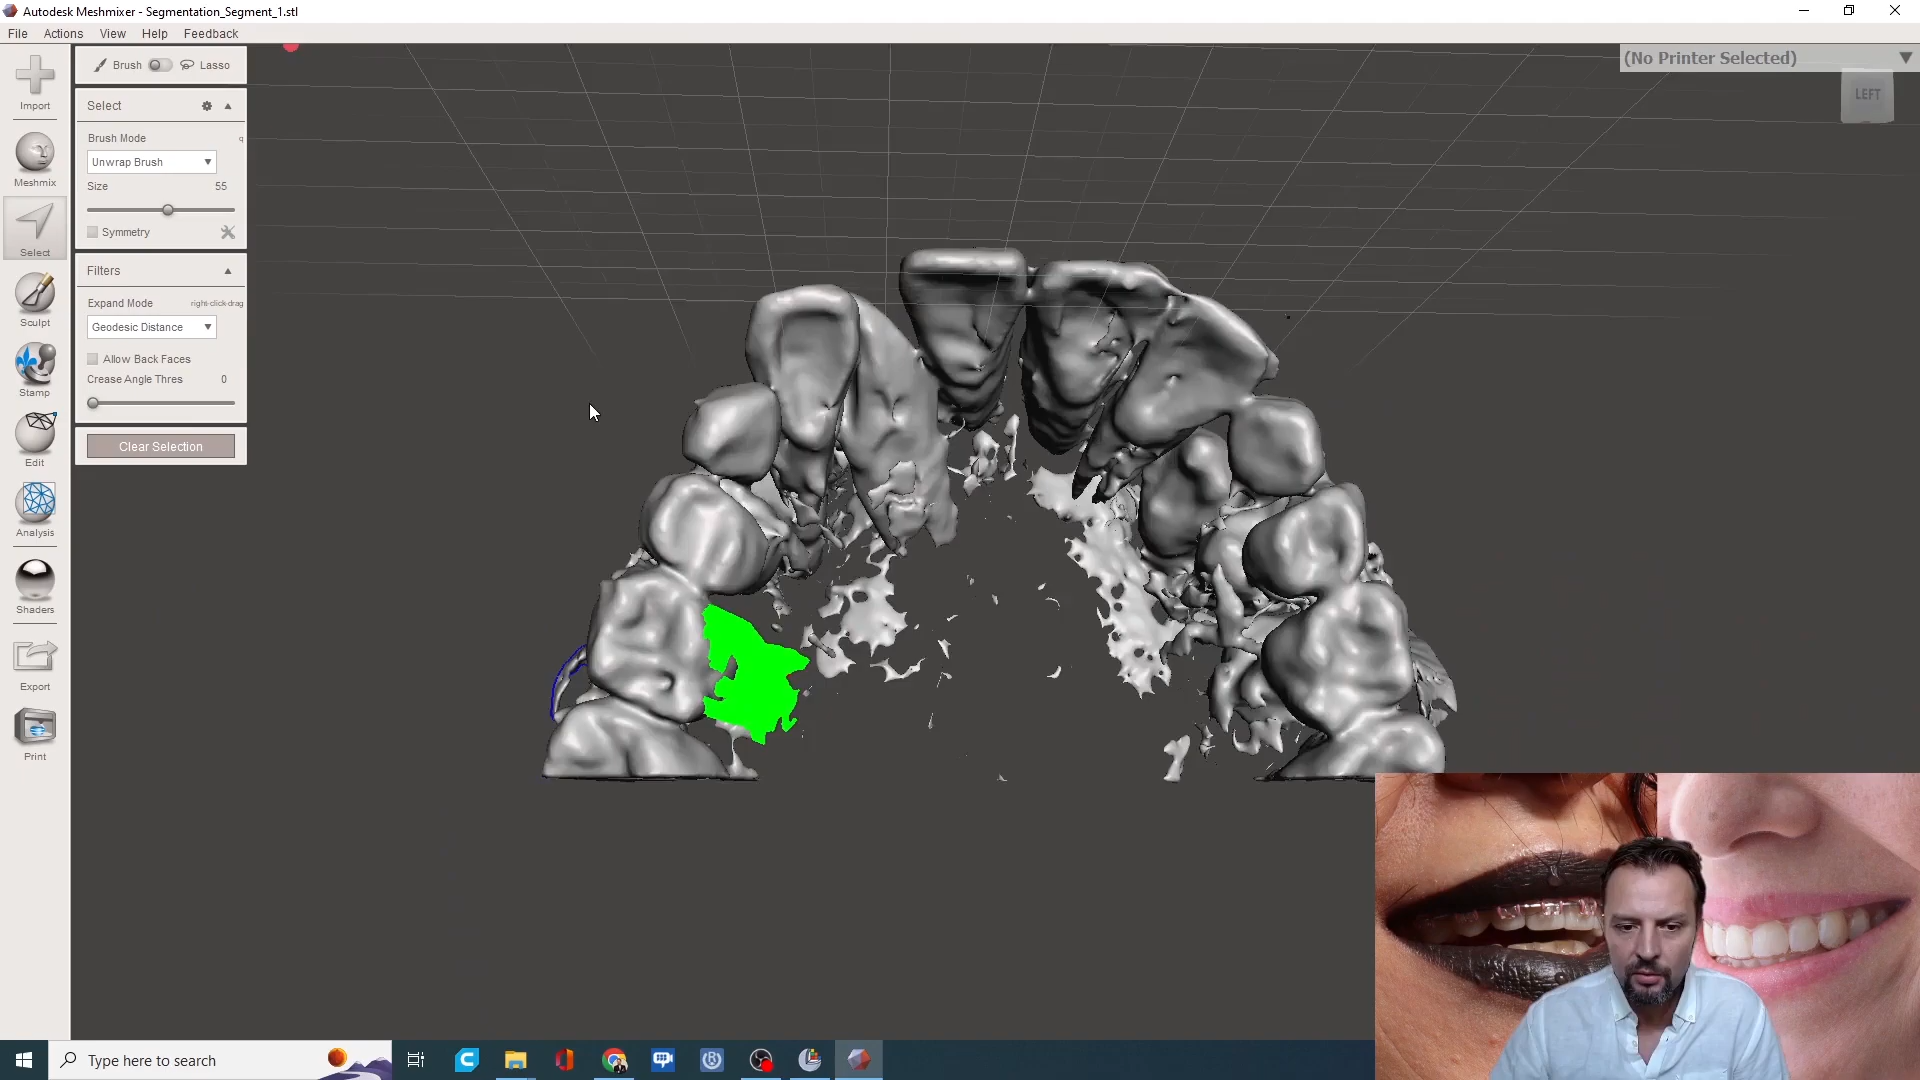 Autodesk Meshmixer - Segmentation_Segment_1.stl
File Actions View Help Feedback
(No Printer Selected)
LEFT
Import
Meshmix
Select
Sculpt
Stamp
Edit
Analysis
Shaders
Export
Print
Brush Lasso
Select
Brush Mode q
Unwrap Brush
Size 55
Symmetry
Filters
Expand Mode right-click-drag
Geodesic Distance
Allow Back Faces
Crease Angle Thres 0
Clear Selection
Type here to search